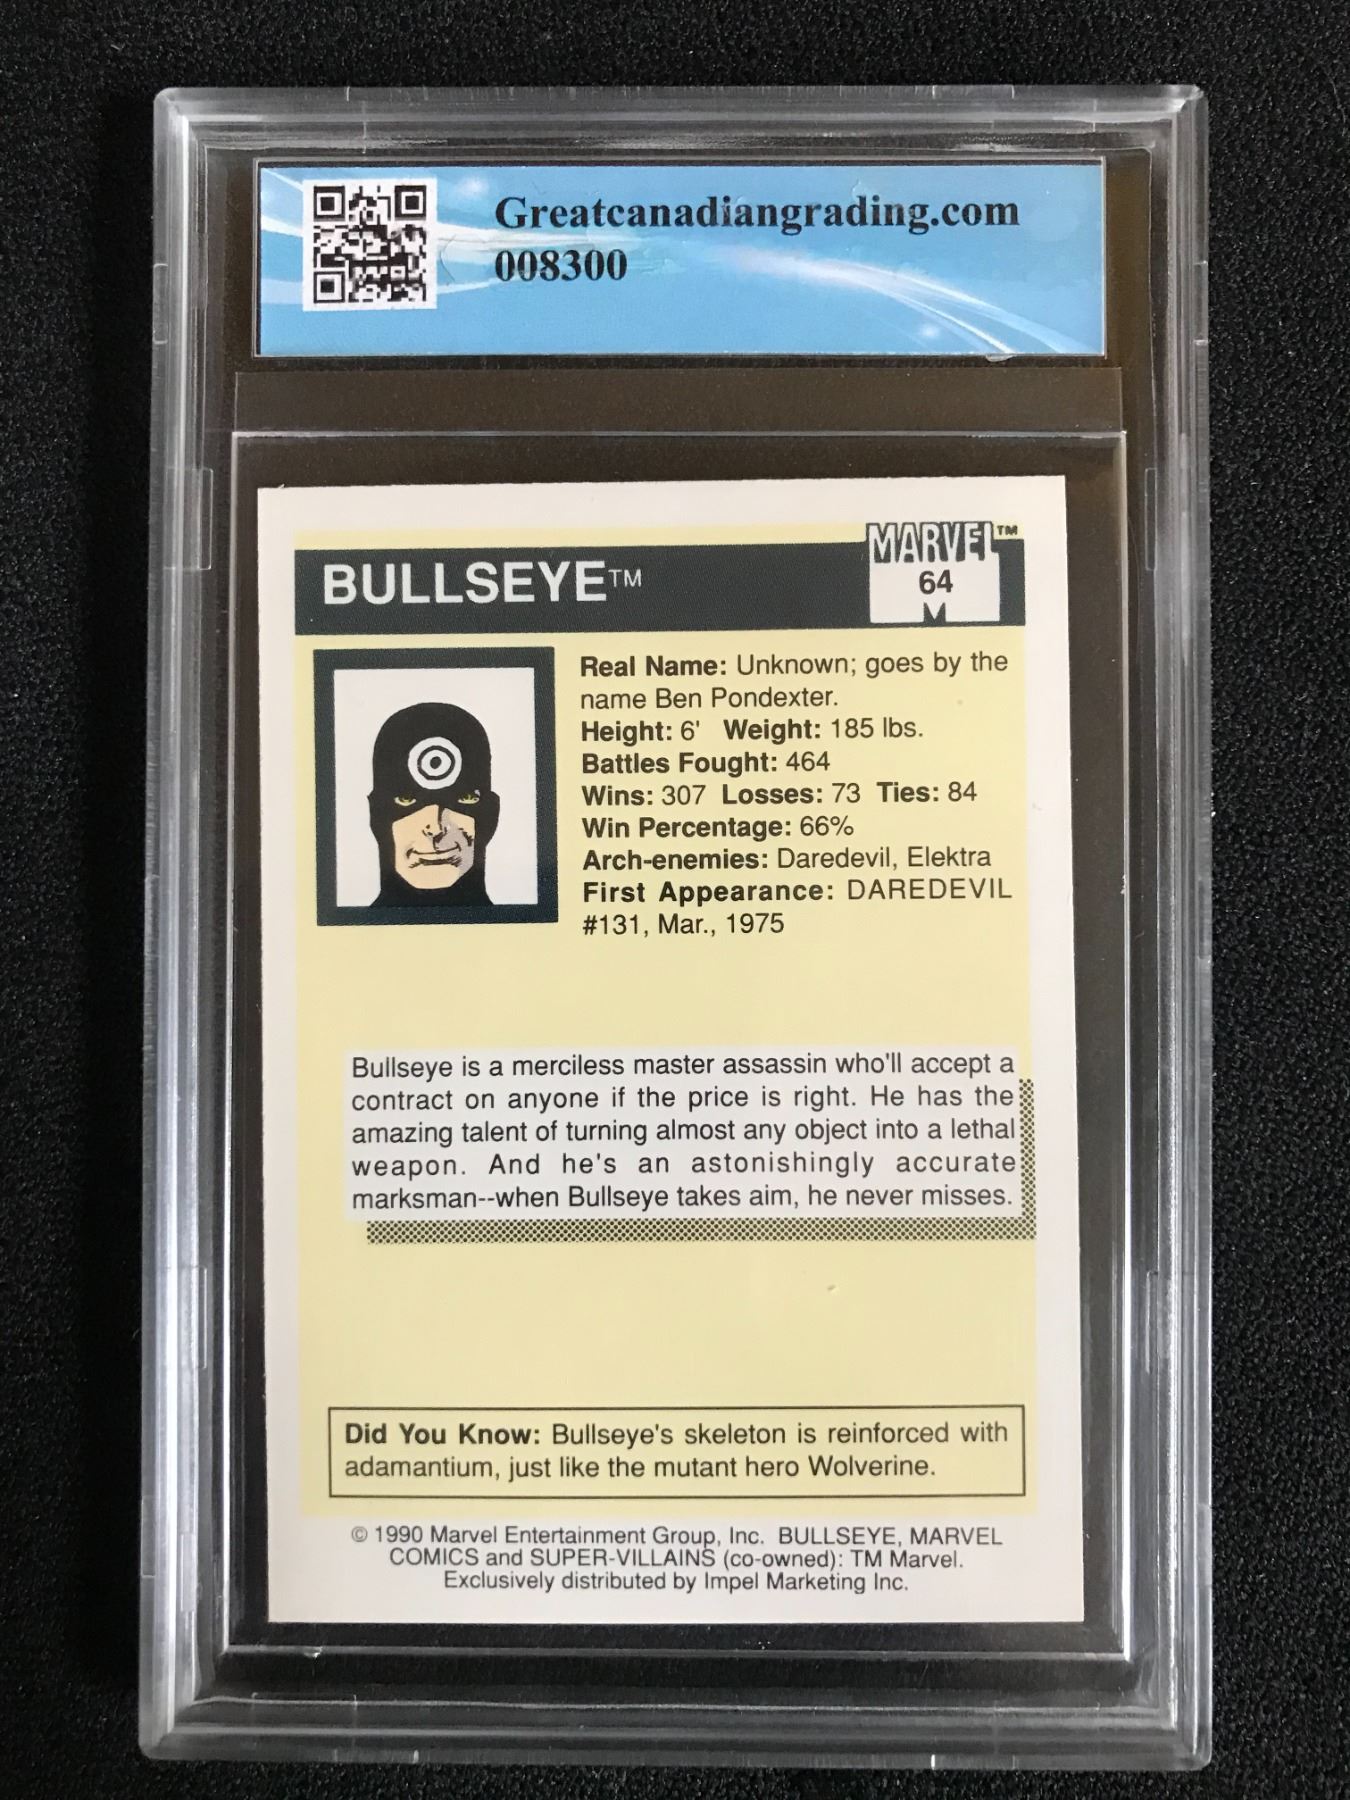 Greatcanadiangrading.com
008300
MARVEL™
BULLSEYE™
64
Real Name: Unknown; goes by the
name Ben Pondexter.
Height: 6' Weight: 185 lbs.
Battles Fought: 464
Wins: 307 Losses: 73 Ties: 84
Win Percentage: 66%
Arch-enemies: Daredevil, Elektra
First Appearance: DAREDEVIL
#131, Mar., 1975
Bullseye is a merciless master assassin who'll accept a
contract on anyone if the price is right. He has the
amazing talent of turning almost any object into a lethal
weapon. And he's an astonishingly accurate
marksman--when Bullseye takes aim, he never misses.
Did You Know: Bullseye's skeleton is reinforced with
adamantium, just like the mutant hero Wolverine.
© 1990 Marvel Entertainment Group, Inc. BULLSEYE, MARVEL
COMICS and SUPER-VILLAINS (co-owned): TM Marvel.
Exclusively distributed by Impel Marketing Inc.